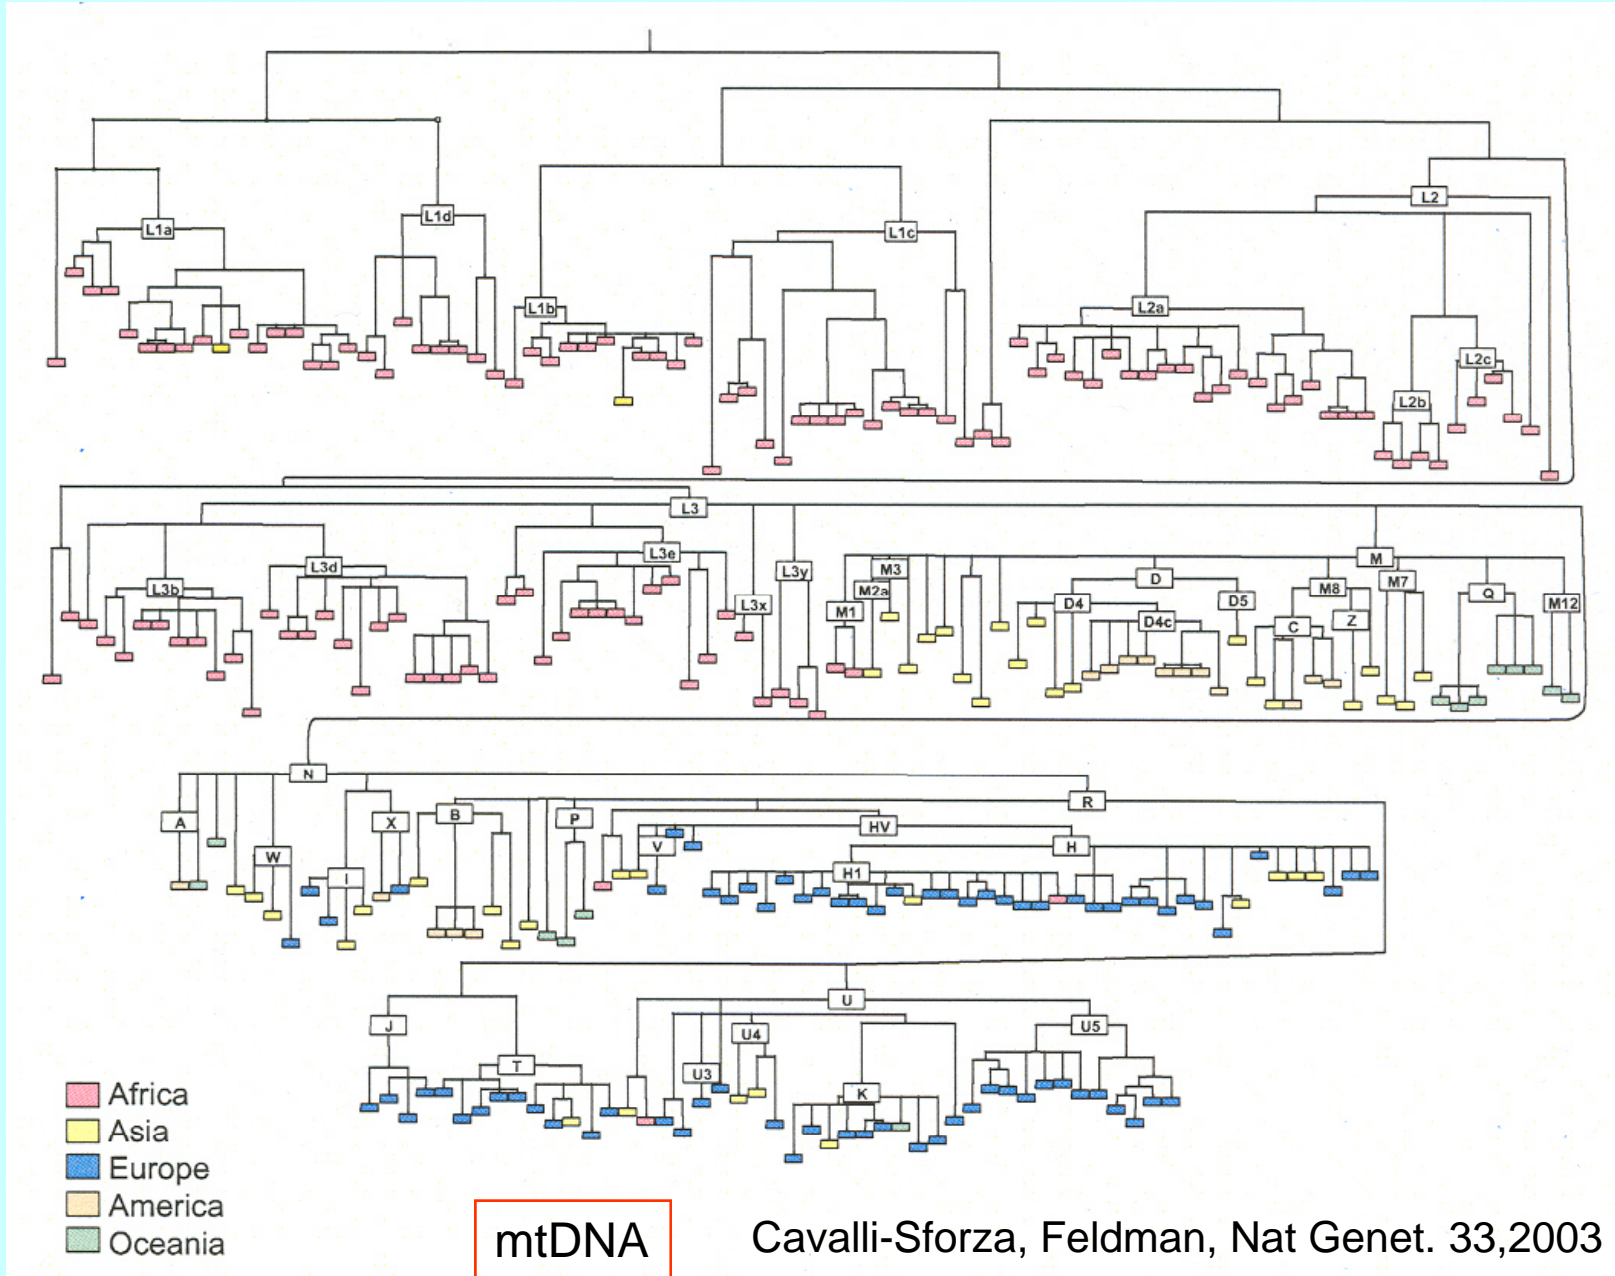 L1a
L1d
L1b
L1c
L2
L2a
L2c
L2b
L3
L3b
L3d
L3e
L3x
L3y
M
M3
M2a
M1
D
D4
D4c
D5
M8
C
Z
M7
Q
M12
N
A
W
I
X
B
P
R
HV
V
H
H1
J
T
U
U3
U4
K
U5
Africa
Asia
Europe
America
Oceania
mtDNA
Cavalli-Sforza, Feldman, Nat Genet. 33,2003